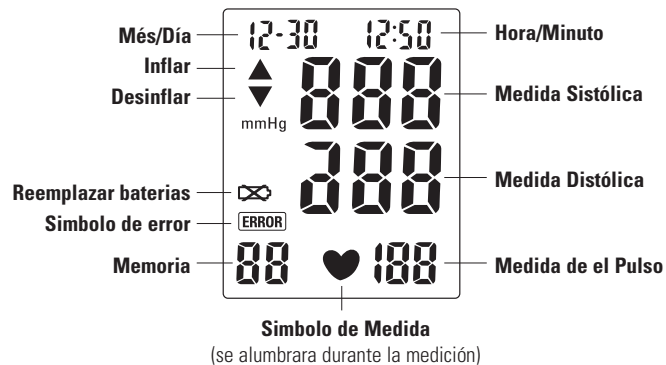 Més/Día
12-30
12:50
Hora/Minuto
Inflar
Desinflar
888
Medida Sistólica
mmHg
288
Medida Distólica
Reemplazar baterias
Simbolo de error
ERROR
Memoria
88
188
Medida de el Pulso
Simbolo de Medida
(se alumbrara durante la medición)